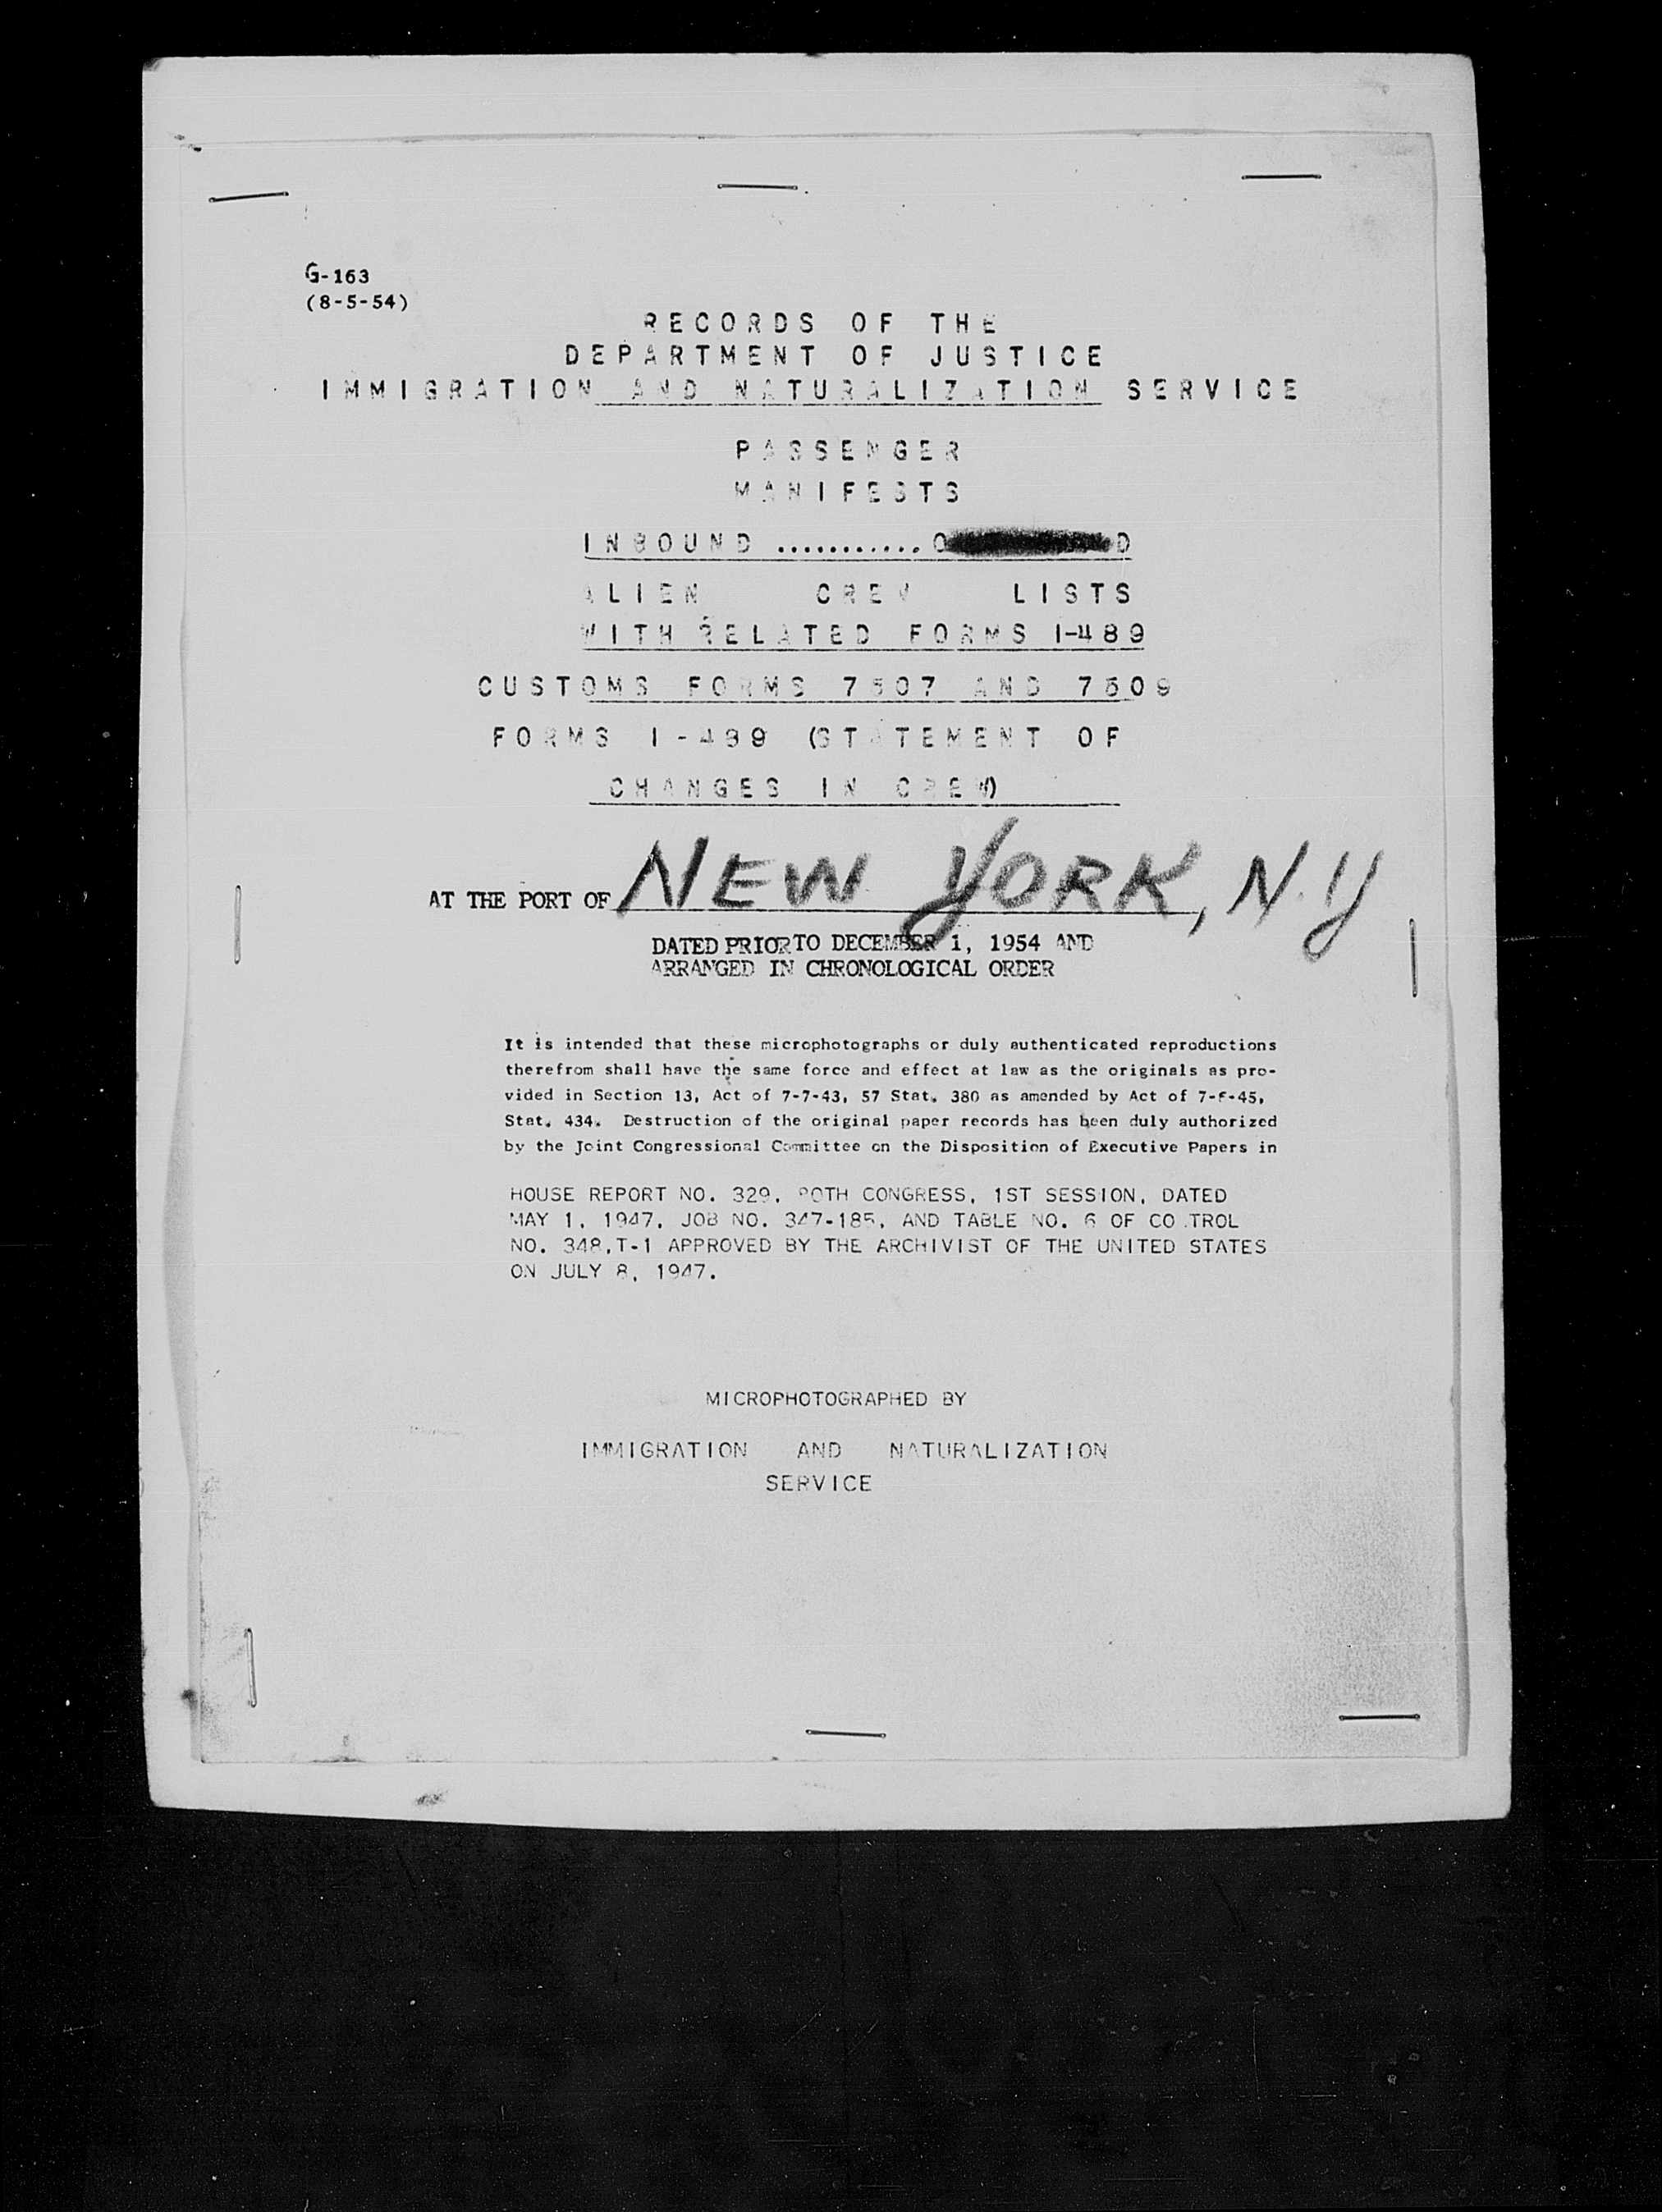 G-163
(8-5-54)
RECORDS OF THE
DEPARTMENT OF JUSTICE
IMMIGRATION AND NATURALIZATION SERVICE
PASSENGER
MANIFESTS
INBOUND ........... O D
ALIEN CREW LISTS
WITH RELATED FORMS I-489
CUSTOMS FORMS 7507 AND 7509
FORMS I-489 (STATEMENT OF
CHANGES IN CREW)
AT THE PORT OF NEW YORK, N.Y
DATED PRIOR TO DECEMBER 1, 1954 AND
ARRANGED IN CHRONOLOGICAL ORDER
It is intended that these microphotographs or duly authenticated reproductions
therefrom shall have the same force and effect at law as the originals as pro-
vided in Section 13, Act of 7-7-43, 57 Stat. 380 as amended by Act of
Stat. 434. Destruction of the original paper records has been duly authorized
by the Joint Congressional Committee on the Disposition of Executive Papers in
HOUSE REPORT NO. 329, 80TH CONGRESS, 1ST SESSION, DATED
MAY 1, 1947, JOB NO. 347-185, AND TABLE NO. 6 OF CO TROL
NO. 348,T-1 APPROVED BY THE ARCHIVIST OF THE UNITED STATES
ON JULY 8, 1947.
MICROPHOTOGRAPHED BY
IMMIGRATION AND NATURALIZATION
SERVICE